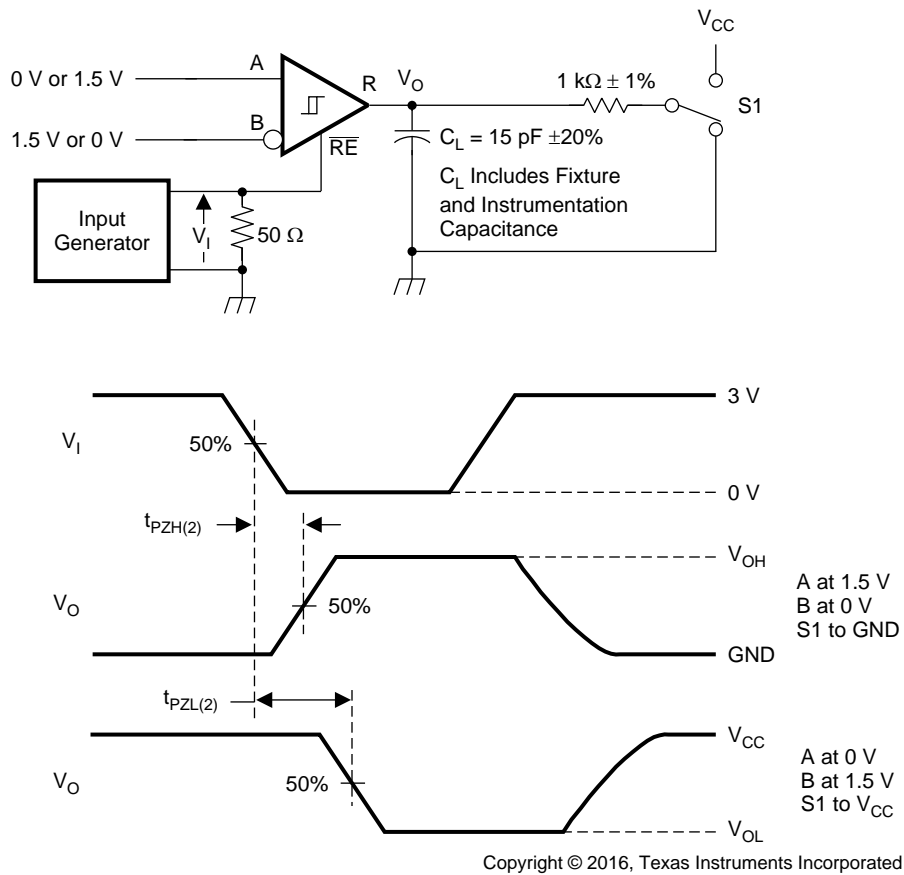 V_CC
0 V or 1.5 V
A
R
V_O
1 kΩ ± 1%
S1
1.5 V or 0 V
B
R̅E̅
C_L = 15 pF ±20%
C_L Includes Fixture
and Instrumentation
Capacitance
Input
Generator
V_I
50 Ω
3 V
V_I
50%
0 V
t_PZH(2)
V_OH
A at 1.5 V
B at 0 V
S1 to GND
V_O
50%
GND
t_PZL(2)
V_CC
A at 0 V
B at 1.5 V
S1 to V_CC
V_O
50%
V_OL
Copyright © 2016, Texas Instruments Incorporated